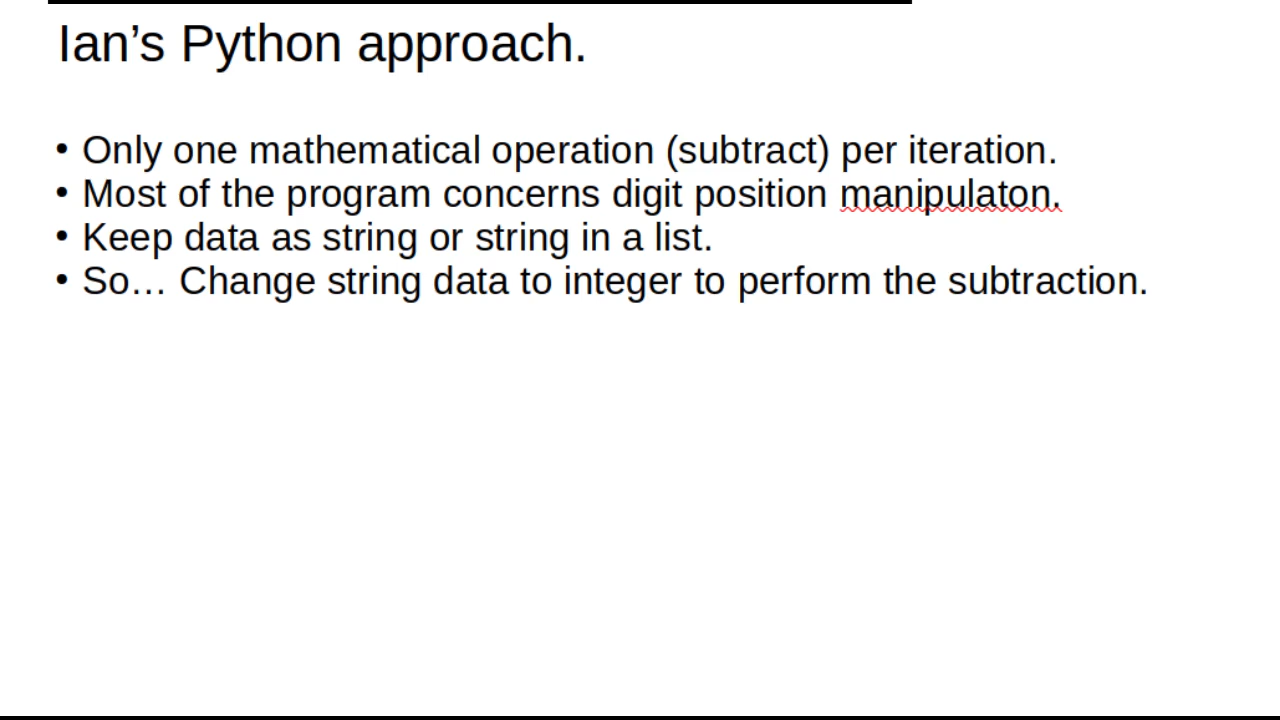 Ian’s Python approach.
• Only one mathematical operation (subtract) per iteration.
• Most of the program concerns digit position manipulaton.
• Keep data as string or string in a list.
• So… Change string data to integer to perform the subtraction.